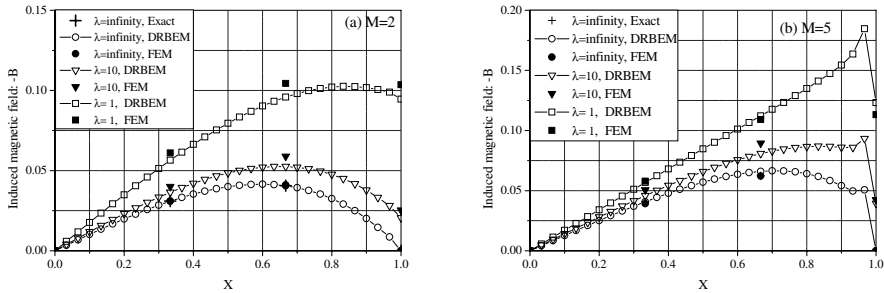 (a) M=2
λ=infinity, Exact
λ=infinity, DRBEM
λ=infinity, FEM
λ=10, DRBEM
λ=10, FEM
λ= 1, DRBEM
λ= 1, FEM
Induced magnetic field: -B
0.15
0.10
0.05
0.00
0.0 0.2 0.4 0.6 0.8 1.0
X
(b) M=5
λ=infinity, Exact
λ=infinity, DRBEM
λ=infinity, FEM
λ=10, DRBEM
λ=10, FEM
λ= 1, DRBEM
λ= 1, FEM
Induced magnetic field: -B
0.20
0.15
0.10
0.05
0.00
0.0 0.2 0.4 0.6 0.8 1.0
X